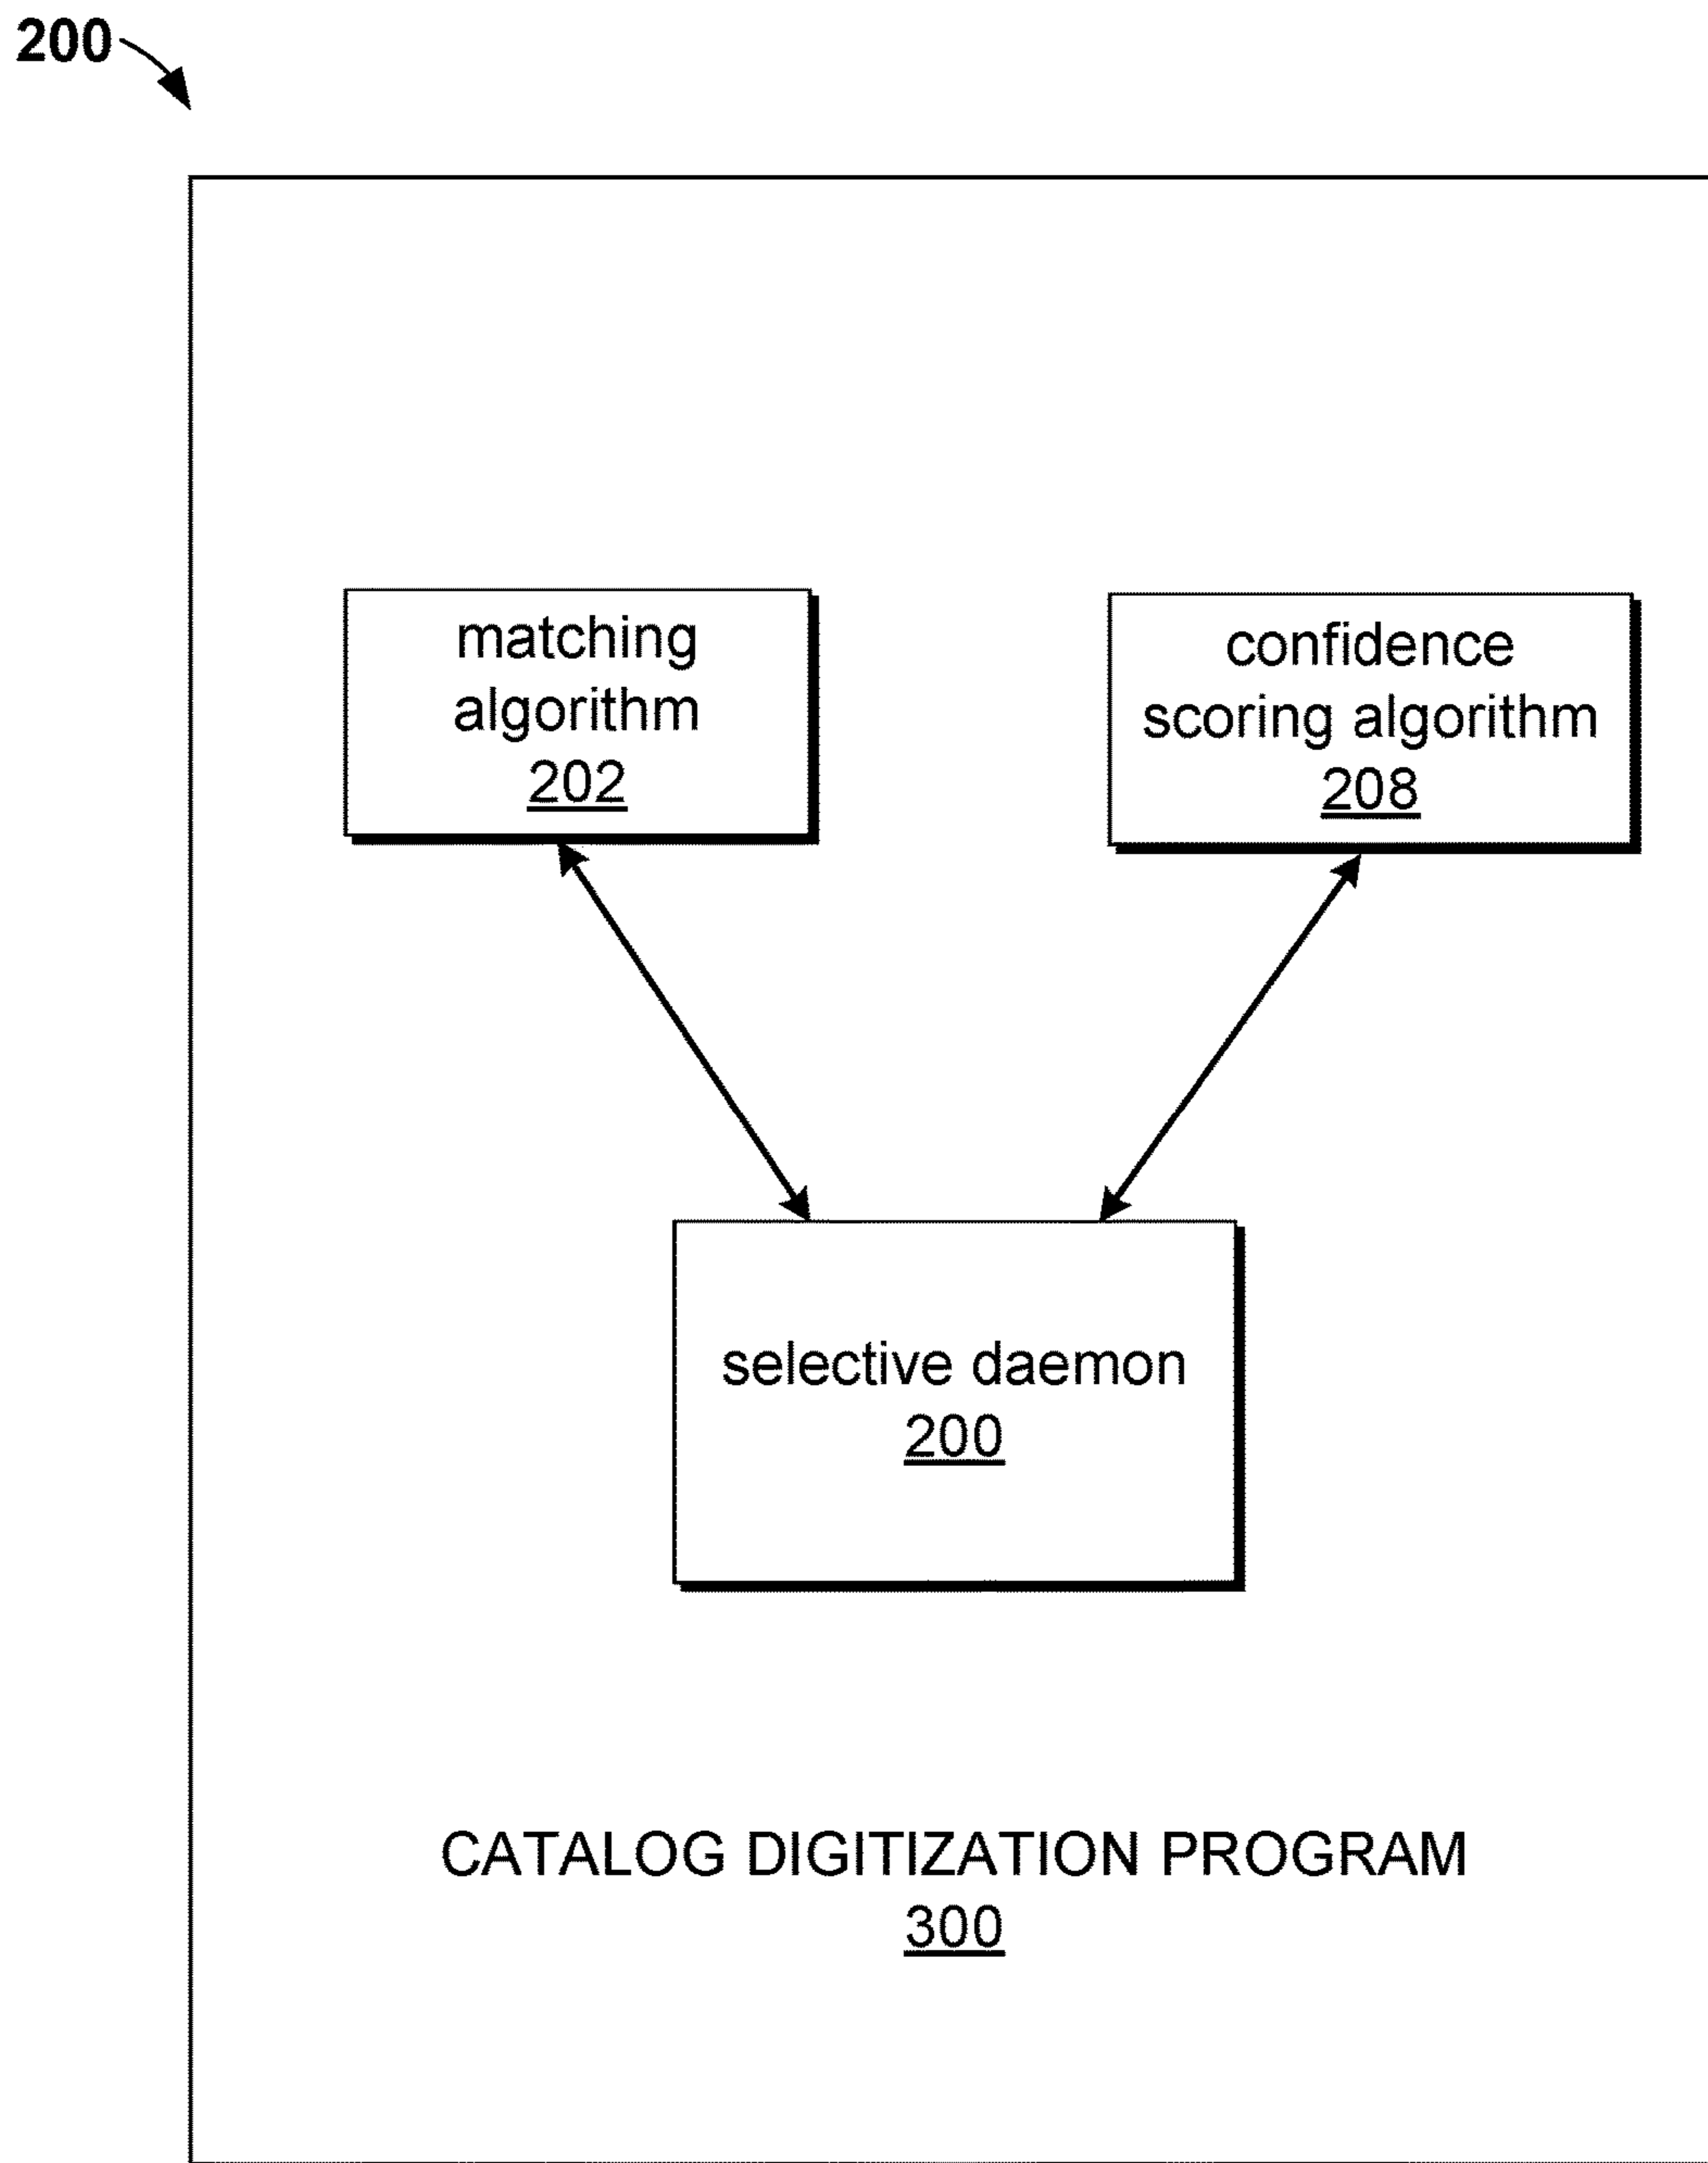 200
matching
algorithm
202
confidence
scoring algorithm
208
selective daemon
200
CATALOG DIGITIZATION PROGRAM
300